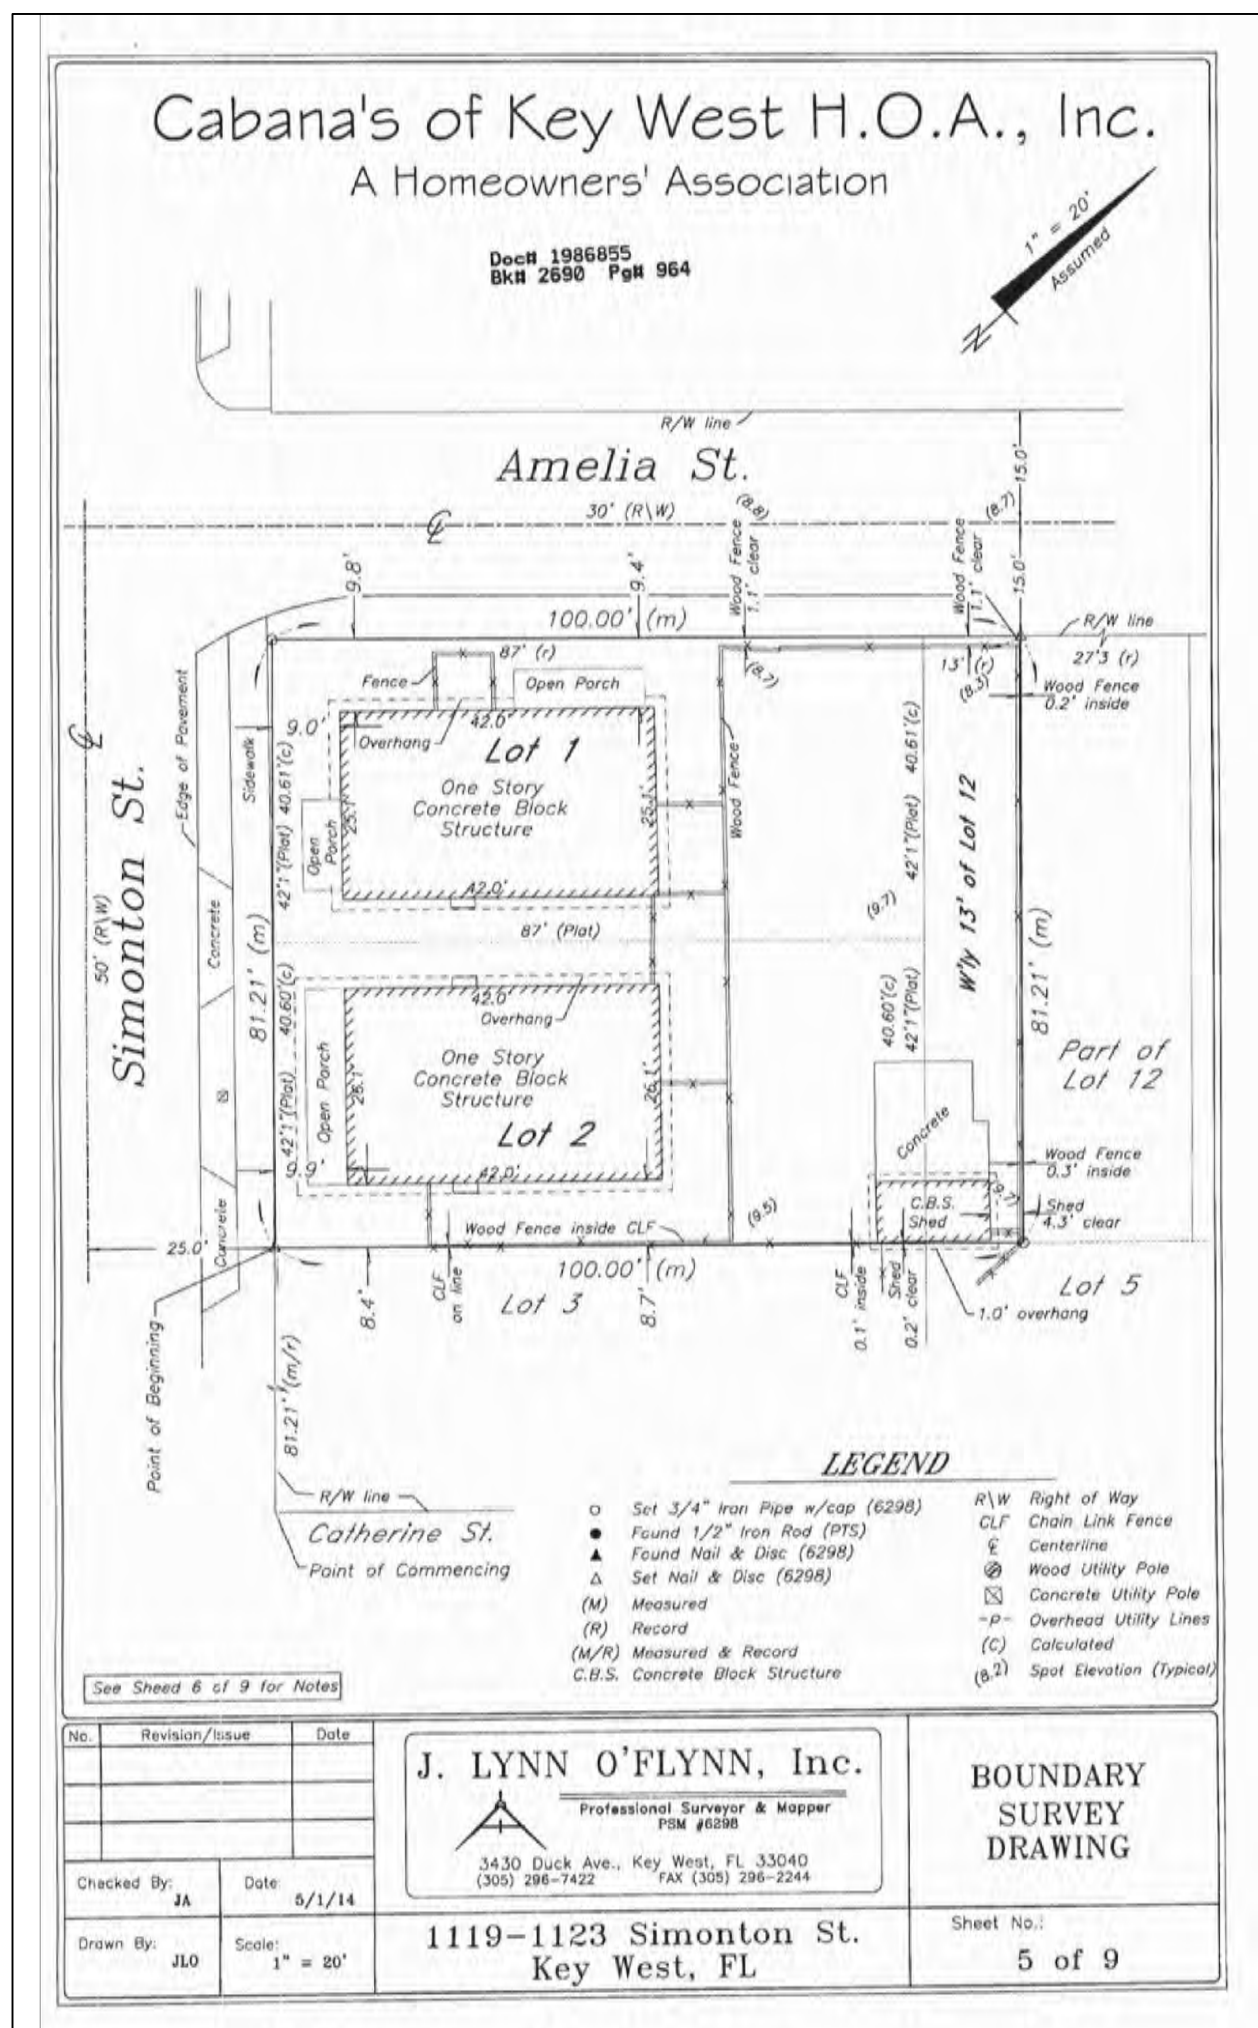 Cabana's of Key West H.O.A., Inc.
A Homeowners' Association
Doc# 1986855
Bk# 2690 Pg# 964
1" = 20'
Assumed
N
R/W line
Amelia St.
15.0'
30' (R\W)
(8.8)
(8.7)
Wood Fence
1.1' clear
Wood Fence
1.1' clear
15.0'
9.8'
9.4'
100.00' (m)
R/W line
87' (r)
13' (r)
27'3 (r)
Fence
Open Porch
(8.7)
(8.3)
Wood Fence
0.2' inside
Edge of Pavement
Sidewalk
9.0'
42.0'
Overhang
Lot 1
One Story
Concrete Block
Structure
25.1'
25.1'
Wood Fence
40.61'(c)
42'1"(Plat)
40.61'(c)
42'1"(Plat)
Open
Porch
42.0'
87' (Plat)
(9.7)
W'ly 13' of Lot 12
Simonton St.
50' (R\W)
Concrete
81.21' (m)
81.21' (m)
40.60'(c)
42'1"(Plat)
40.60'(c)
42'1"(Plat)
42.0'
Overhang
One Story
Concrete Block
Structure
Lot 2
Open Porch
26.1'
26.1'
Part of
Lot 12
Concrete
Wood Fence
0.3' inside
9.9'
42.0'
C.B.S.
Shed
Shed
4.3' clear
(9.5)
Wood Fence inside CLF
25.0'
Concrete
100.00' (m)
8.4'
CLF
on line
Lot 3
8.7'
CLF
0.1' inside
Shed
0.2' clear
1.0' overhang
Lot 5
Point of Beginning
81.21' (m/r)
R/W line
Catherine St.
Point of Commencing
LEGEND
Set 3/4" Iron Pipe w/cap (6298)
Found 1/2" Iron Rod (PTS)
Found Nail & Disc (6298)
Set Nail & Disc (6298)
(M) Measured
(R) Record
(M/R) Measured & Record
C.B.S. Concrete Block Structure
R\W Right of Way
CLF Chain Link Fence
℄ Centerline
Wood Utility Pole
Concrete Utility Pole
-P- Overhead Utility Lines
(C) Calculated
(8.2) Spot Elevation (Typical)
See Sheed 6 of 9 for Notes
No. Revision/Issue Date
Checked By: JA
Date: 5/1/14
Drawn By: JLO
Scale: 1" = 20'
J. LYNN O'FLYNN, Inc.
Professional Surveyor & Mapper
PSM #6298
3430 Duck Ave., Key West, FL 33040
(305) 296-7422 FAX (305) 296-2244
1119-1123 Simonton St.
Key West, FL
BOUNDARY
SURVEY
DRAWING
Sheet No.:
5 of 9